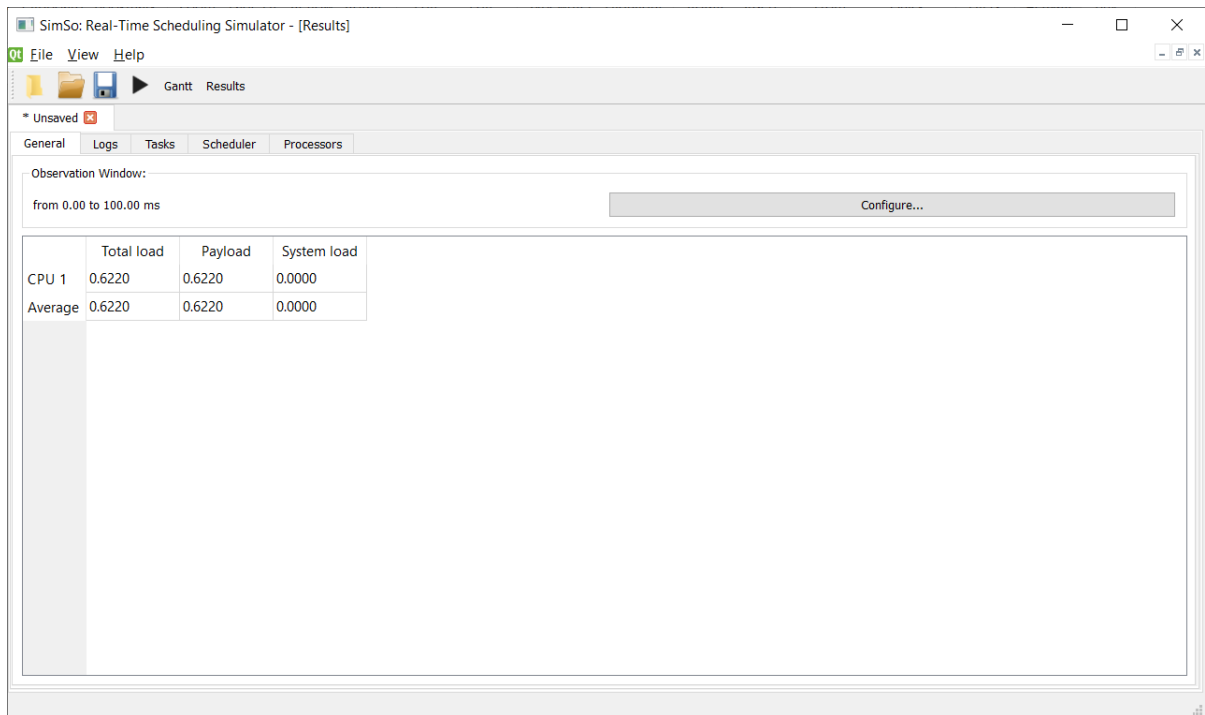 SimSo: Real-Time Scheduling Simulator - [Results]
Qt File View Help
Gantt Results
* Unsaved
General Logs Tasks Scheduler Processors
Observation Window:
from 0.00 to 100.00 ms Configure...
Total load Payload System load
CPU 1 0.6220 0.6220 0.0000
Average 0.6220 0.6220 0.0000